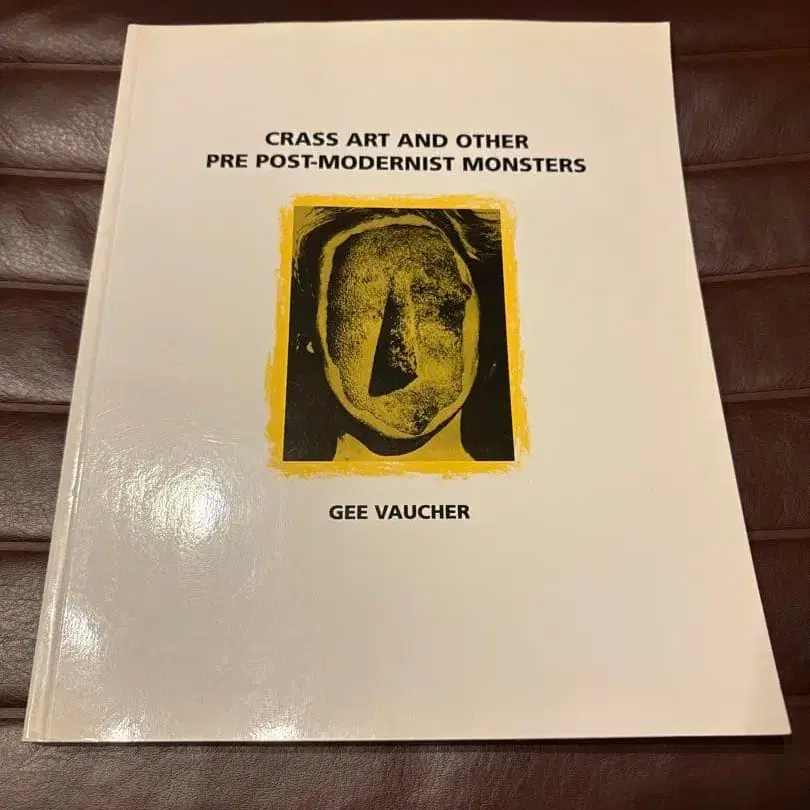 CRASS ART AND OTHER
PRE POST-MODERNIST MONSTERS
GEE VAUCHER